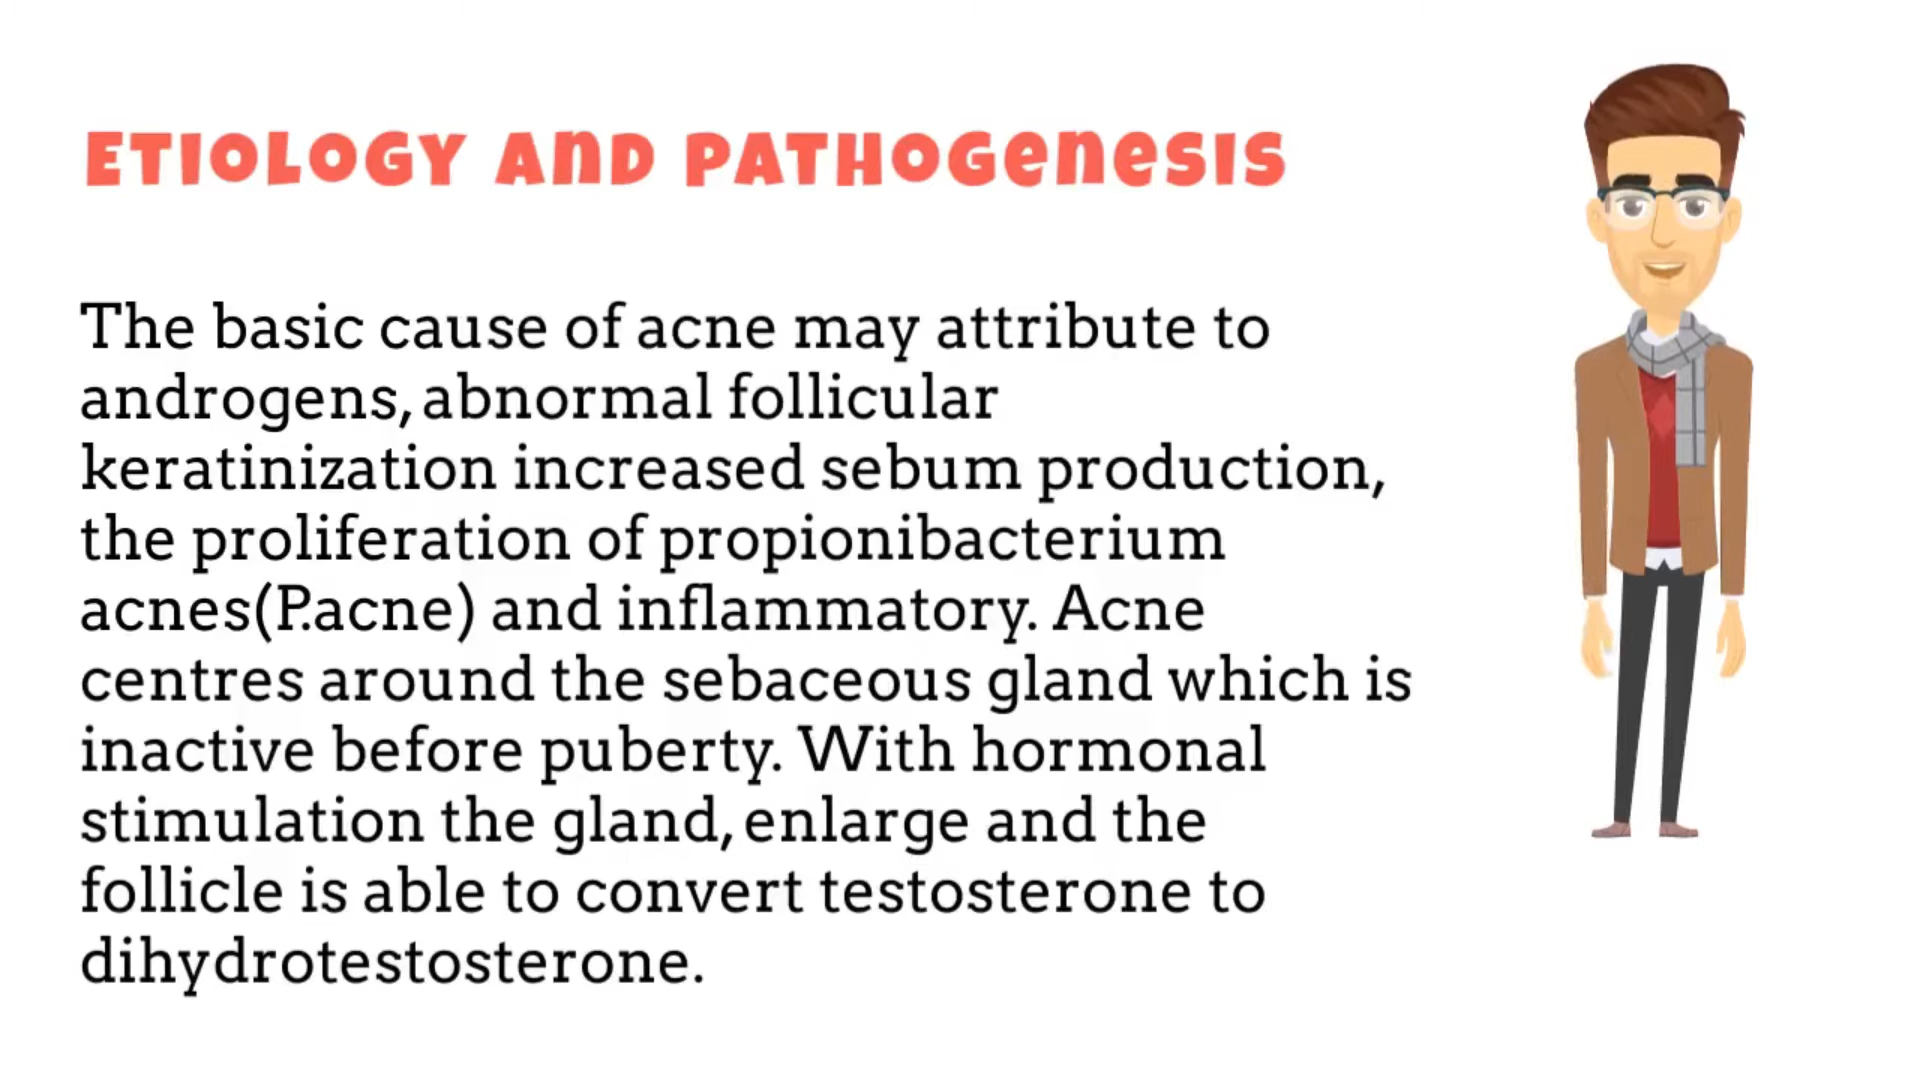 ETIOLOGY AND PATHOGENESIS
The basic cause of acne may attribute to
androgens, abnormal follicular
keratinization increased sebum production,
the proliferation of propionibacterium
acnes(P.acne) and inflammatory. Acne
centres around the sebaceous gland which is
inactive before puberty. With hormonal
stimulation the gland, enlarge and the
follicle is able to convert testosterone to
dihydrotestosterone.